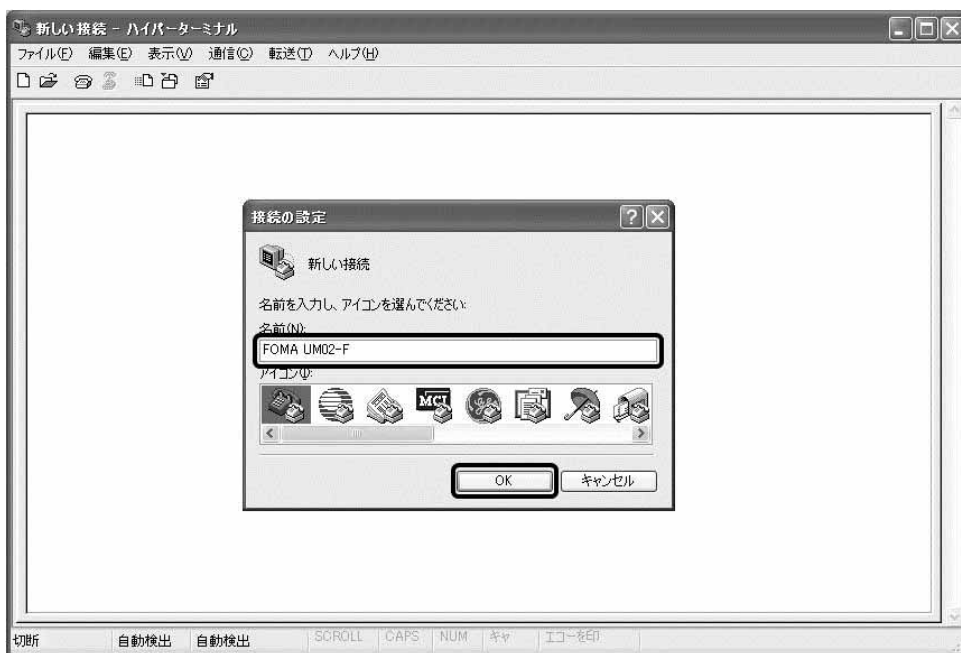 新しい接続 - ハイパーターミナル
ファイル(F) 編集(E) 表示(V) 通信(C) 転送(T) ヘルプ(H)
接続の設定
新しい接続
名前を入力し、アイコンを選んでください:
名前(N):
FOMA UM02-F
アイコン(I):
MCI
OK キャンセル
切断 自動検出 自動検出 SCROLL CAPS NUM キャ エコーを印